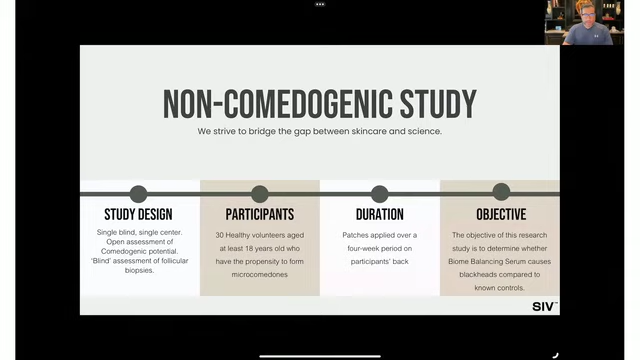 NON-COMEDOGENIC STUDY
We strive to bridge the gap between skincare and science.
STUDY DESIGN
Single blind, single center.
Open assessment of
Comedogenic potential.
'Blind' assessment of follicular
biopsies.
PARTICIPANTS
30 Healthy volunteers aged
at least 18 years old who
have the propensity to form
microcomedones
DURATION
Patches applied over a
four-week period on
participants' back
OBJECTIVE
The objective of this research
study is to determine whether
Biome Balancing Serum causes
blackheads compared to
known controls.
SIV™